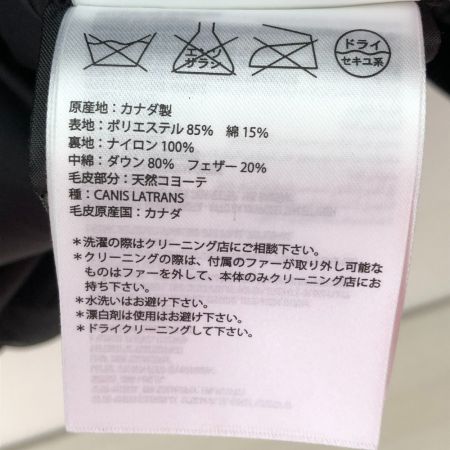 エンソ
サラシ
ドライ
セキユ系
原産地：カナダ製
表地：ポリエステル 85%　綿 15%
裏地：ナイロン 100%
中綿：ダウン 80%　フェザー 20%
毛皮部分：天然コヨーテ
種：CANIS LATRANS
毛皮原産国：カナダ
＊洗濯の際はクリーニング店にご相談下さい。
＊クリーニングの際は、付属のファーが取り外し可能な
ものはファーを外して、本体のみクリーニング店にお
持ち下さい。
＊水洗いはお避け下さい。
＊漂白剤は使用はお避け下さい。
＊ドライクリーニングして下さい。